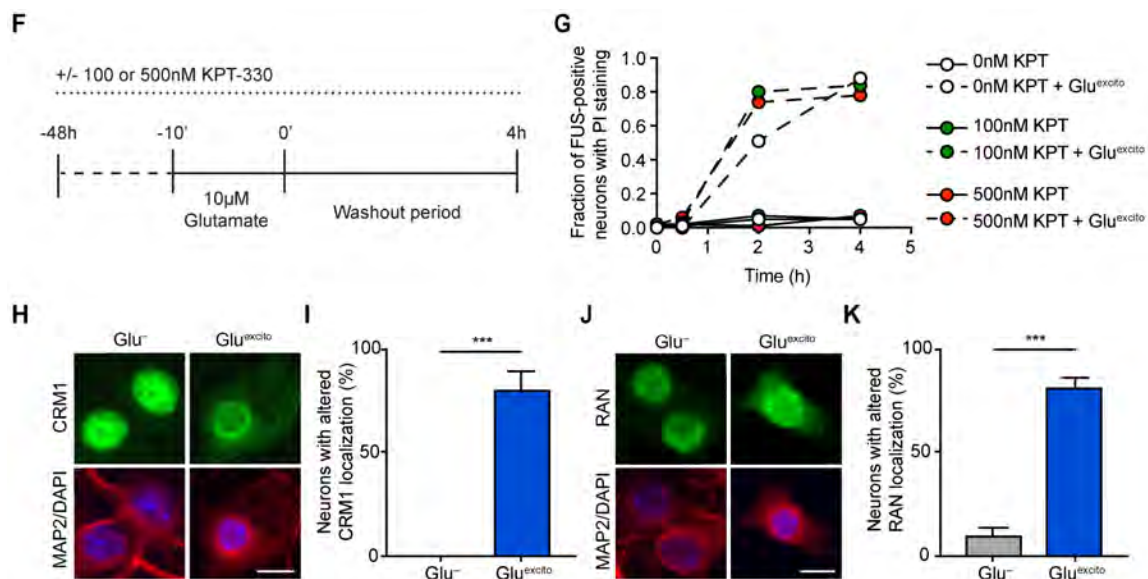 F
+/- 100 or 500nM KPT-330
-48h
-10'
0'
4h
10µM
Glutamate
Washout period
G
Fraction of FUS-positive
neurons with PI staining
1.0
0.8
0.6
0.4
0.2
0.0
0
1
2
3
4
5
Time (h)
0nM KPT
0nM KPT + Glu^excito
100nM KPT
100nM KPT + Glu^excito
500nM KPT
500nM KPT + Glu^excito
H
Glu⁻
Glu^excito
CRM1
MAP2/DAPI
I
Neurons with altered
CRM1 localization (%)
100
50
0
***
Glu⁻
Glu^excito
J
Glu⁻
Glu^excito
RAN
MAP2/DAPI
K
Neurons with altered
RAN localization (%)
100
50
0
***
Glu⁻
Glu^excito